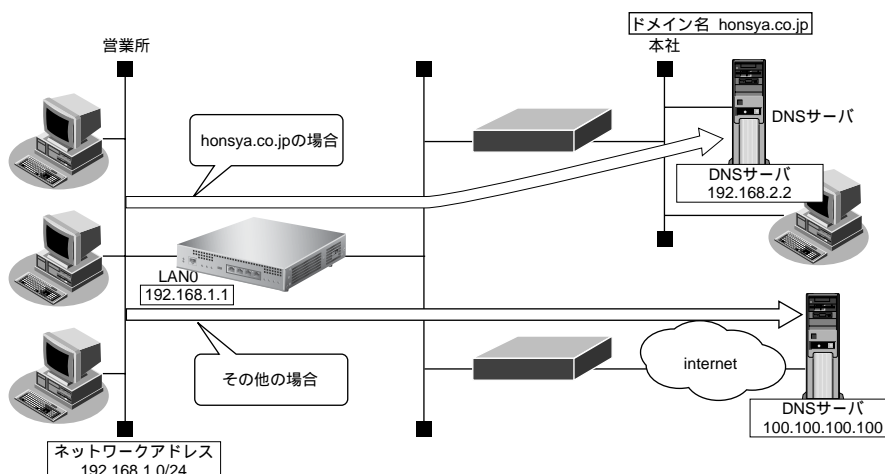 ドメイン名 honsya.co.jp
営業所
本社
DNSサーバ
honsya.co.jpの場合
DNSサーバ
192.168.2.2
LAN0
192.168.1.1
その他の場合
internet
DNSサーバ
100.100.100.100
ネットワークアドレス
192.168.1.0/24